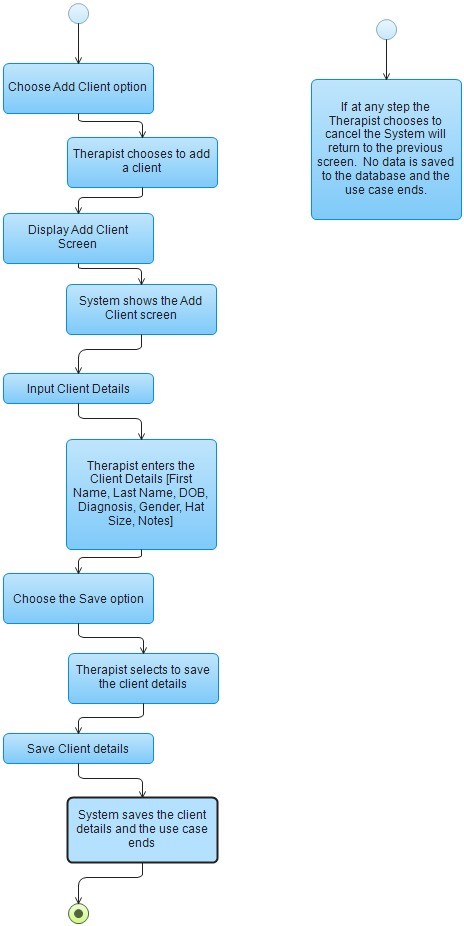 Choose Add Client option
Therapist chooses to add
a client
Display Add Client
Screen
System shows the Add
Client screen
Input Client Details
Therapist enters the
Client Details [First
Name, Last Name, DOB,
Diagnosis, Gender, Hat
Size, Notes]
Choose the Save option
Therapist selects to save
the client details
Save Client details
System saves the client
details and the use case
ends
If at any step the
Therapist chooses to
cancel the System will
return to the previous
screen. No data is saved
to the database and the
use case ends.